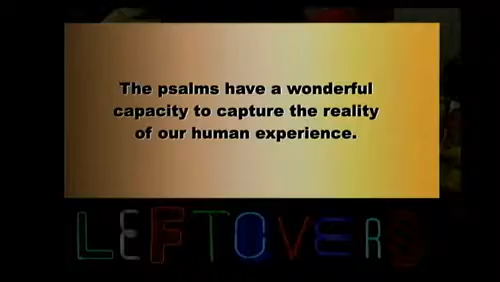 The psalms have a wonderful
capacity to capture the reality
of our human experience.
LEFTOVERS